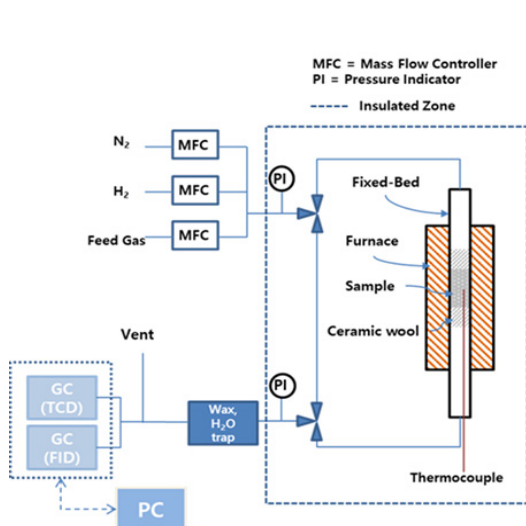 MFC = Mass Flow Controller
PI = Pressure Indicator
Insulated Zone
N₂
MFC
H₂
MFC
Feed Gas
MFC
PI
Fixed-Bed
Furnace
Sample
Ceramic wool
Vent
GC
(TCD)
GC
(FID)
Wax,
H₂O
trap
PI
Thermocouple
PC